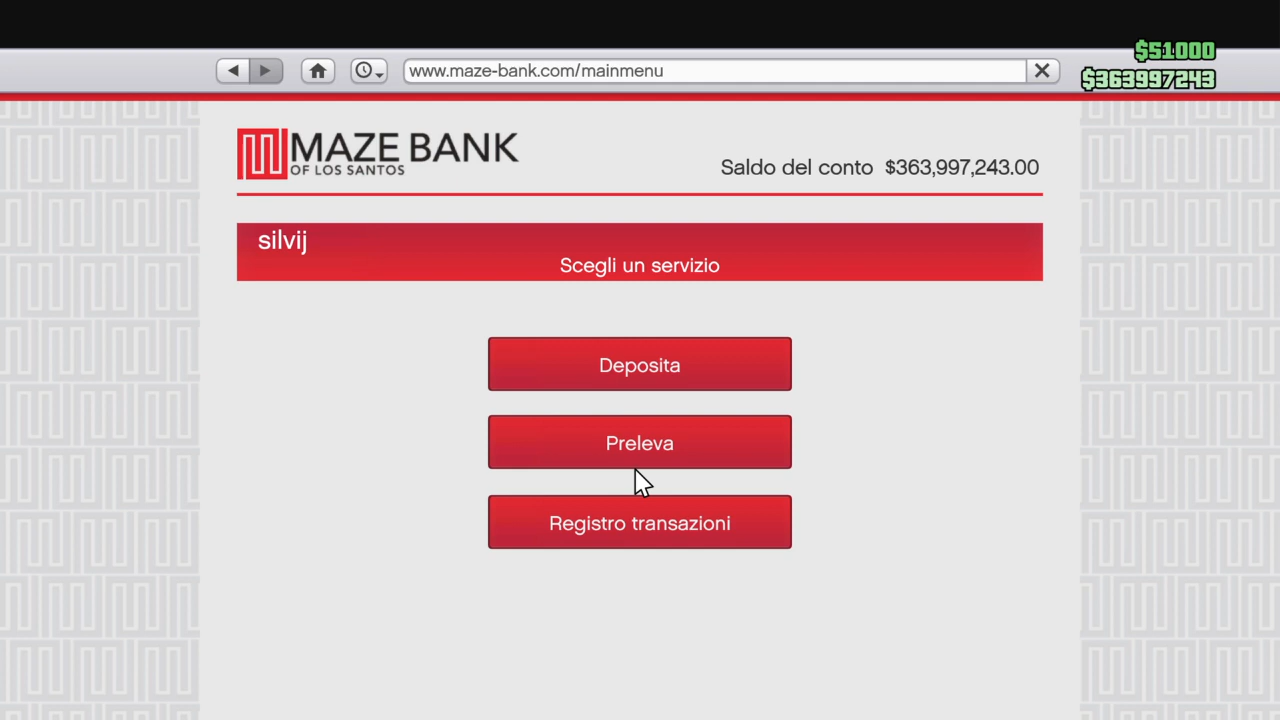 $51000
www.maze-bank.com/mainmenu
$363997243
MAZE BANK
OF LOS SANTOS
Saldo del conto $363,997,243.00
silvij
Scegli un servizio
Deposita
Preleva
Registro transazioni